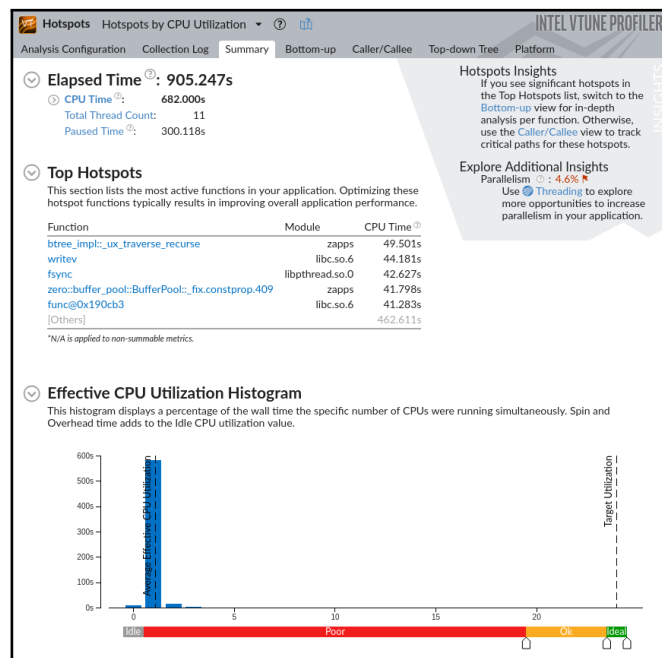 Hotspots Hotspots by CPU Utilization
INTEL VTUNE PROFILER
Analysis Configuration Collection Log Summary Bottom-up Caller/Callee Top-down Tree Platform
Elapsed Time: 905.247s
CPU Time: 682.000s
Total Thread Count: 11
Paused Time: 300.118s
Hotspots Insights
If you see significant hotspots in
the Top Hotspots list, switch to the
Bottom-up view for in-depth
analysis per function. Otherwise,
use the Caller/Callee view to track
critical paths for these hotspots.
Explore Additional Insights
Parallelism : 4.6%
Use Threading to explore
more opportunities to increase
parallelism in your application.
INSIGHTS
Top Hotspots
This section lists the most active functions in your application. Optimizing these
hotspot functions typically results in improving overall application performance.
Function Module CPU Time
btree_impl::_ux_traverse_recurse zapps 49.501s
writev libc.so.6 44.181s
fsync libpthread.so.0 42.627s
zero::buffer_pool::BufferPool::_fix.constprop.409 zapps 41.798s
func@0x190cb3 libc.so.6 41.283s
[Others] 462.611s
*N/A is applied to non-summable metrics.
Effective CPU Utilization Histogram
This histogram displays a percentage of the wall time the specific number of CPUs were running simultaneously. Spin and
Overhead time adds to the Idle CPU utilization value.
600s
500s
400s
300s
200s
100s
0s
Average Effective CPU Utilization
Target Utilization
0 5 10 15 20
Idle Poor Ok Ideal